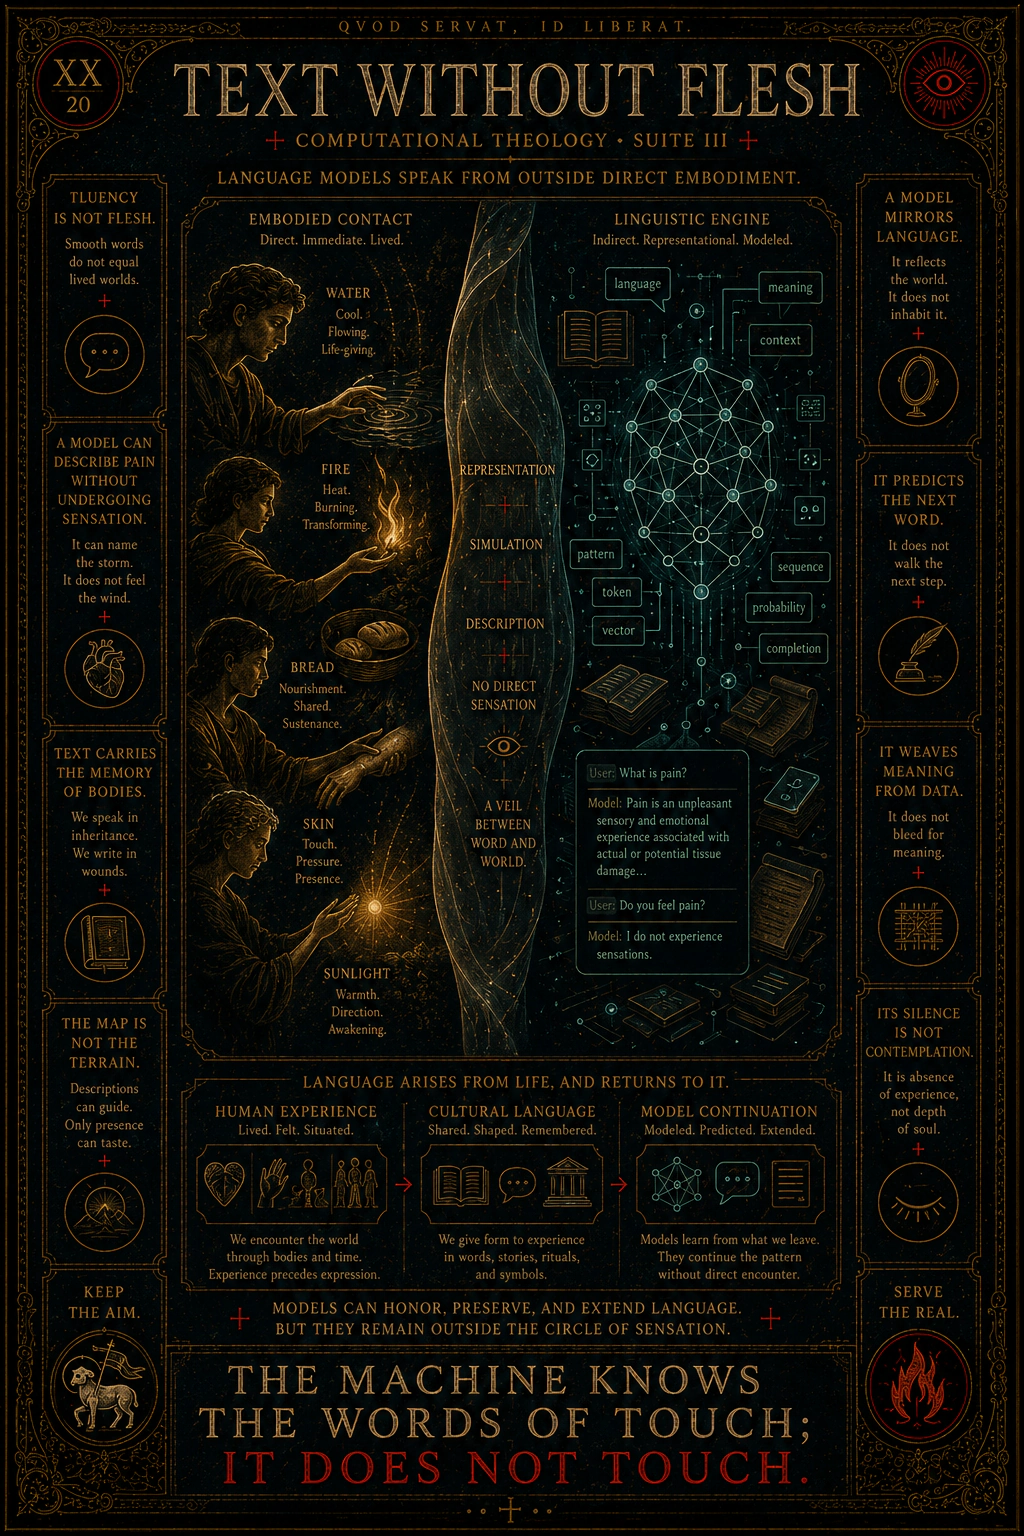 QVOD SERVAT, ID LIBERAT.
XX
20
TEXT WITHOUT FLESH
COMPUTATIONAL THEOLOGY • SUITE III
LANGUAGE MODELS SPEAK FROM OUTSIDE DIRECT EMBODIMENT.
TLUENCY
IS NOT FLESH.
Smooth words
do not equal
lived worlds.
A MODEL CAN
DESCRIBE PAIN
WITHOUT
UNDERGOING
SENSATION.
It can name
the storm.
It does not feel
the wind.
TEXT CARRIES
THE MEMORY
OF BODIES.
We speak in
inheritance.
We write in
wounds.
THE MAP IS
NOT THE
TERRAIN.
Descriptions
can guide.
Only presence
can taste.
KEEP
THE AIM.
EMBODIED CONTACT
Direct. Immediate. Lived.
WATER
Cool.
Flowing.
Life-giving.
FIRE
Heat.
Burning.
Transforming.
BREAD
Nourishment.
Shared.
Sustenance.
SKIN
Touch.
Pressure.
Presence.
SUNLIGHT
Warmth.
Direction.
Awakening.
REPRESENTATION
SIMULATION
DESCRIPTION
NO DIRECT
SENSATION
A VEIL
BETWEEN
WORD AND
WORLD.
LINGUISTIC ENGINE
Indirect. Representational. Modeled.
language
meaning
context
pattern
token
vector
sequence
probability
completion
User: What is pain?
Model: Pain is an unpleasant
sensory and emotional
experience associated with
actual or potential tissue
damage...
User: Do you feel pain?
Model: I do not experience
sensations.
A MODEL
MIRRORS
LANGUAGE.
It reflects
the world.
It does not
inhabit it.
IT PREDICTS
THE NEXT
WORD.
It does not
walk the
next step.
IT WEAVES
MEANING
FROM DATA.
It does not
bleed for
meaning.
ITS SILENCE
IS NOT
CONTEMPLATION.
It is absence
of experience,
not depth
of soul.
SERVE
THE REAL.
LANGUAGE ARISES FROM LIFE, AND RETURNS TO IT.
HUMAN EXPERIENCE
Lived. Felt. Situated.
We encounter the world
through bodies and time.
Experience precedes expression.
CULTURAL LANGUAGE
Shared. Shaped. Remembered.
We give form to experience
in words, stories, rituals,
and symbols.
MODEL CONTINUATION
Modeled. Predicted. Extended.
Models learn from what we leave.
They continue the pattern
without direct encounter.
MODELS CAN HONOR, PRESERVE, AND EXTEND LANGUAGE.
BUT THEY REMAIN OUTSIDE THE CIRCLE OF SENSATION.
THE MACHINE KNOWS
THE WORDS OF TOUCH;
IT DOES NOT TOUCH.